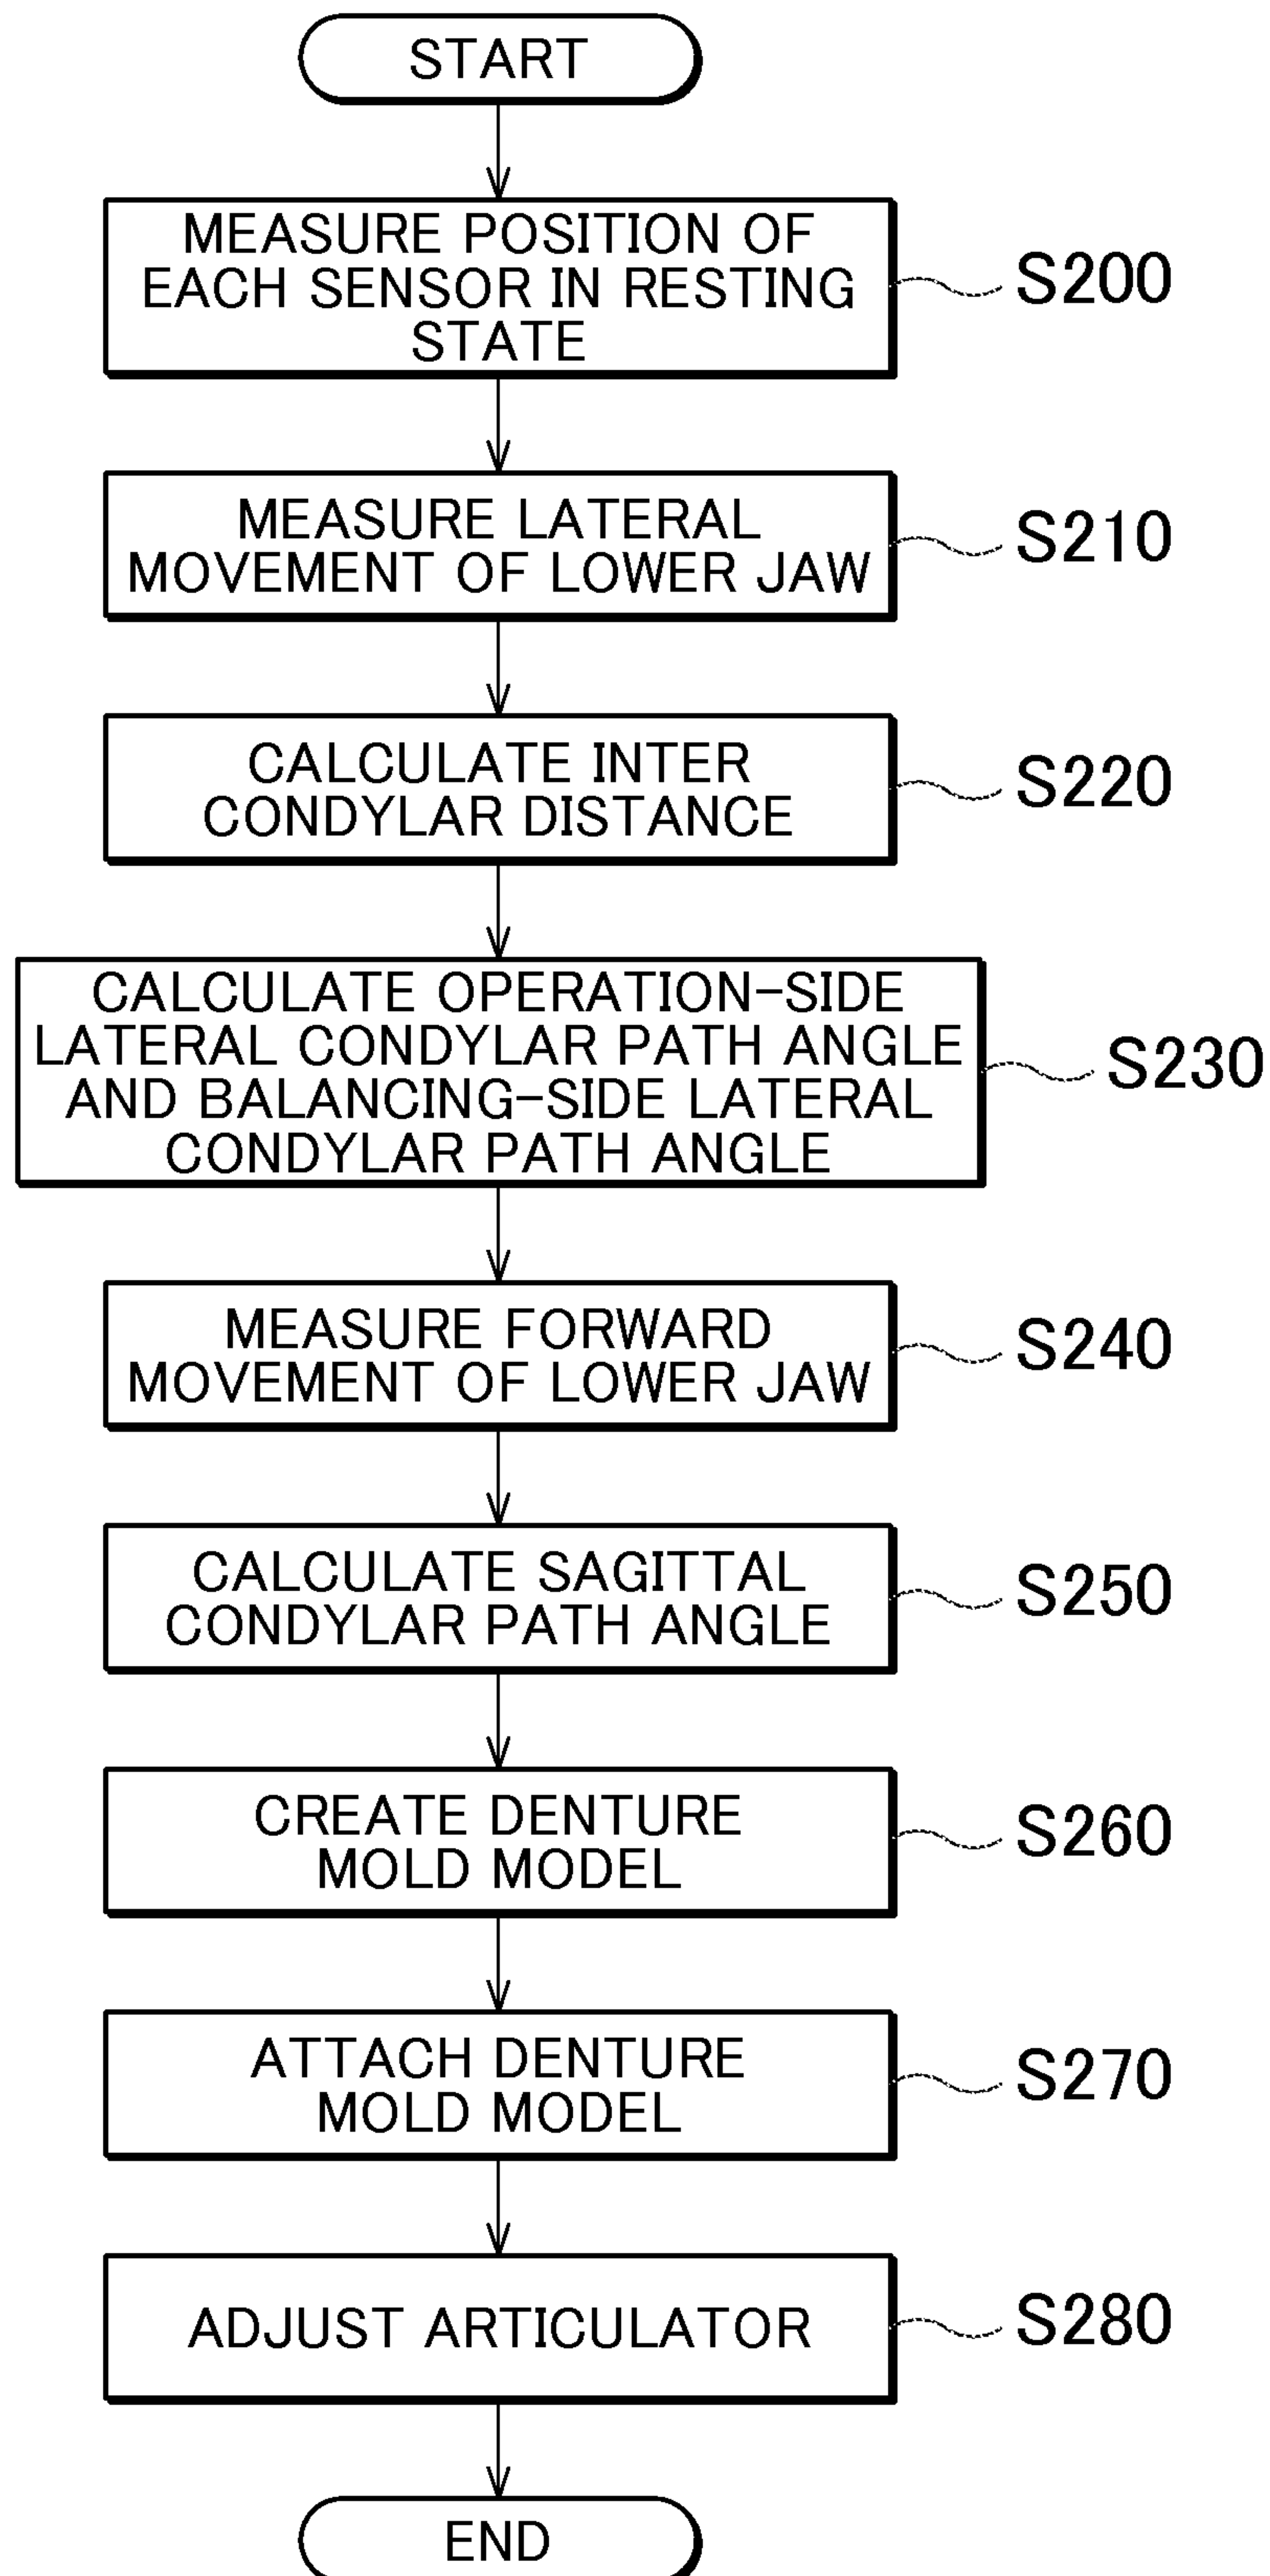 START
MEASURE POSITION OF
EACH SENSOR IN RESTING
STATE
S200
MEASURE LATERAL
MOVEMENT OF LOWER JAW
S210
CALCULATE INTER
CONDYLAR DISTANCE
S220
CALCULATE OPERATION-SIDE
LATERAL CONDYLAR PATH ANGLE
AND BALANCING-SIDE LATERAL
CONDYLAR PATH ANGLE
S230
MEASURE FORWARD
MOVEMENT OF LOWER JAW
S240
CALCULATE SAGITTAL
CONDYLAR PATH ANGLE
S250
CREATE DENTURE
MOLD MODEL
S260
ATTACH DENTURE
MOLD MODEL
S270
ADJUST ARTICULATOR
S280
END